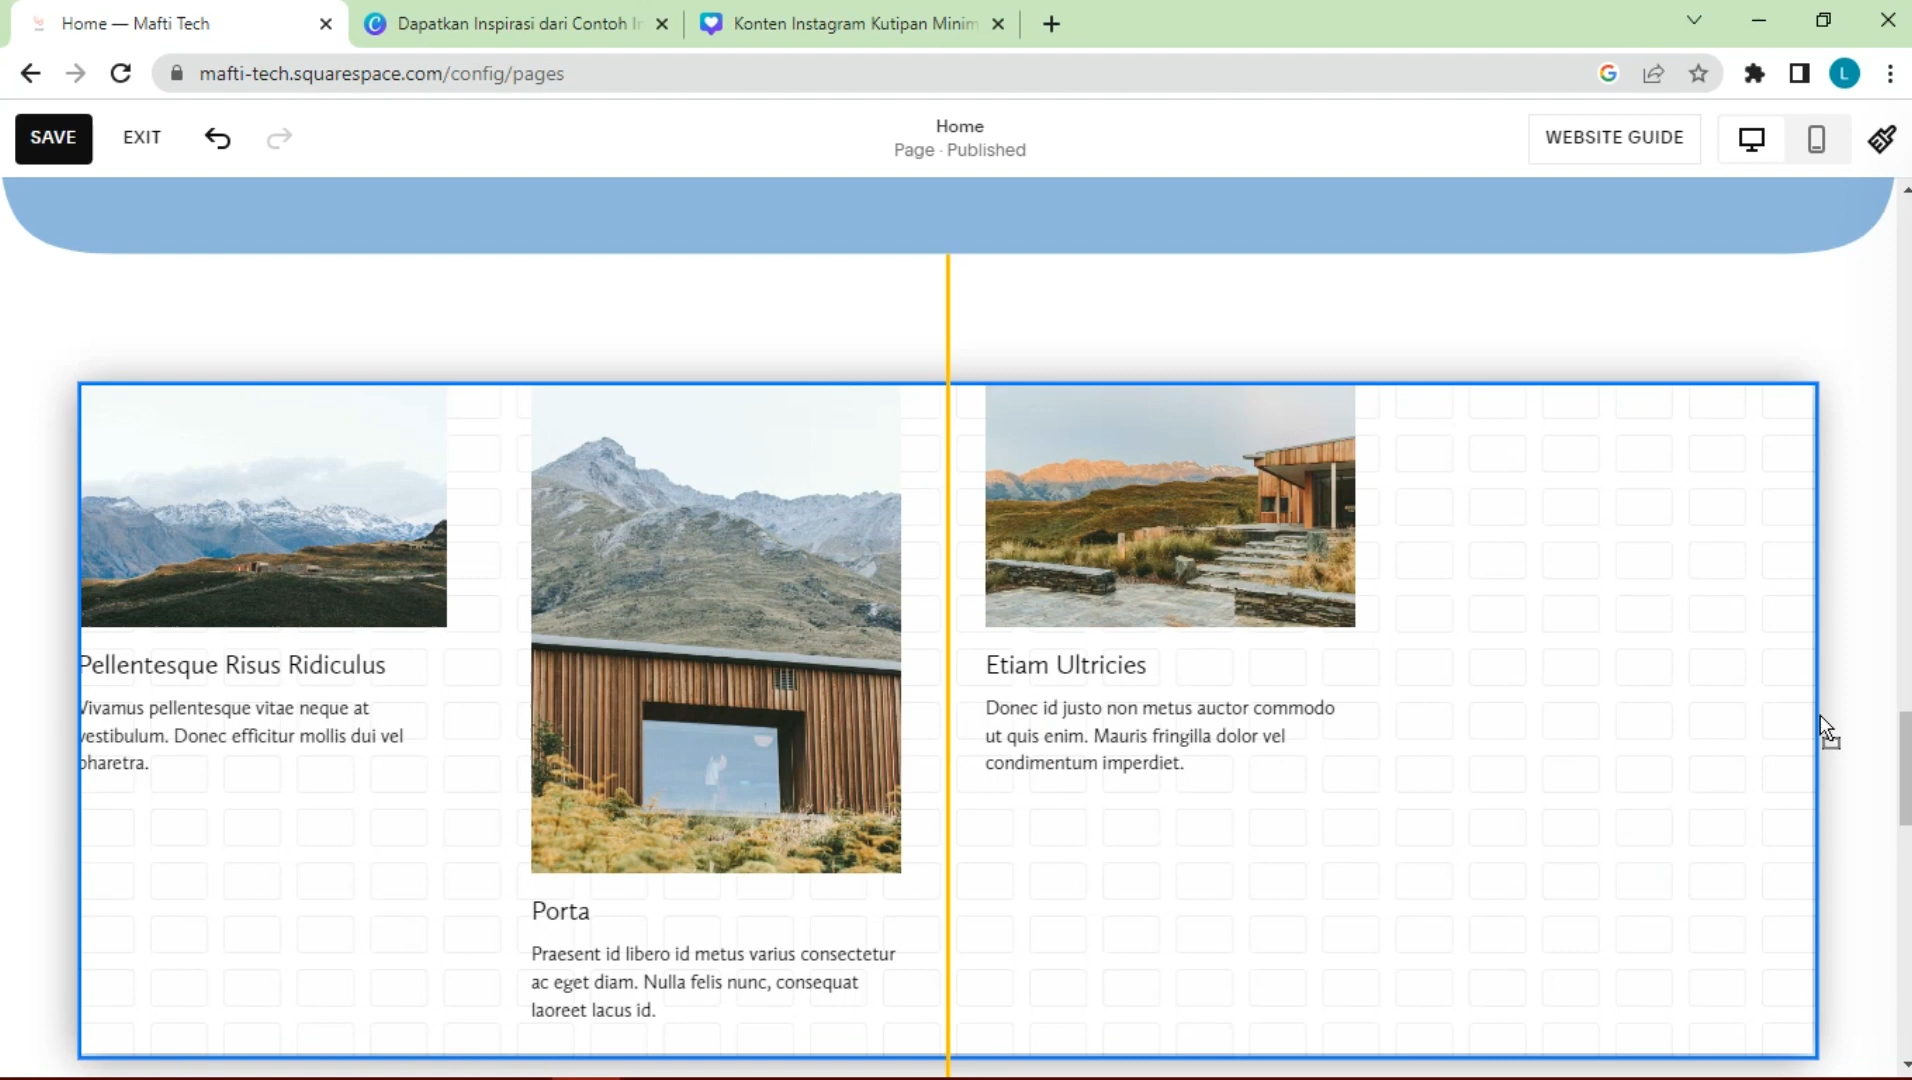 Home — Mafti Tech
Dapatkan Inspirasi dari Contoh I
Konten Instagram Kutipan Minim
mafti-tech.squarespace.com/config/pages
L
SAVE
EXIT
Home
Page · Published
WEBSITE GUIDE
Pellentesque Risus Ridiculus
Vivamus pellentesque vitae neque at
vestibulum. Donec efficitur mollis dui vel
pharetra.
Porta
Praesent id libero id metus varius consectetur
ac eget diam. Nulla felis nunc, consequat
laoreet lacus id.
Etiam Ultricies
Donec id justo non metus auctor commodo
ut quis enim. Mauris fringilla dolor vel
condimentum imperdiet.